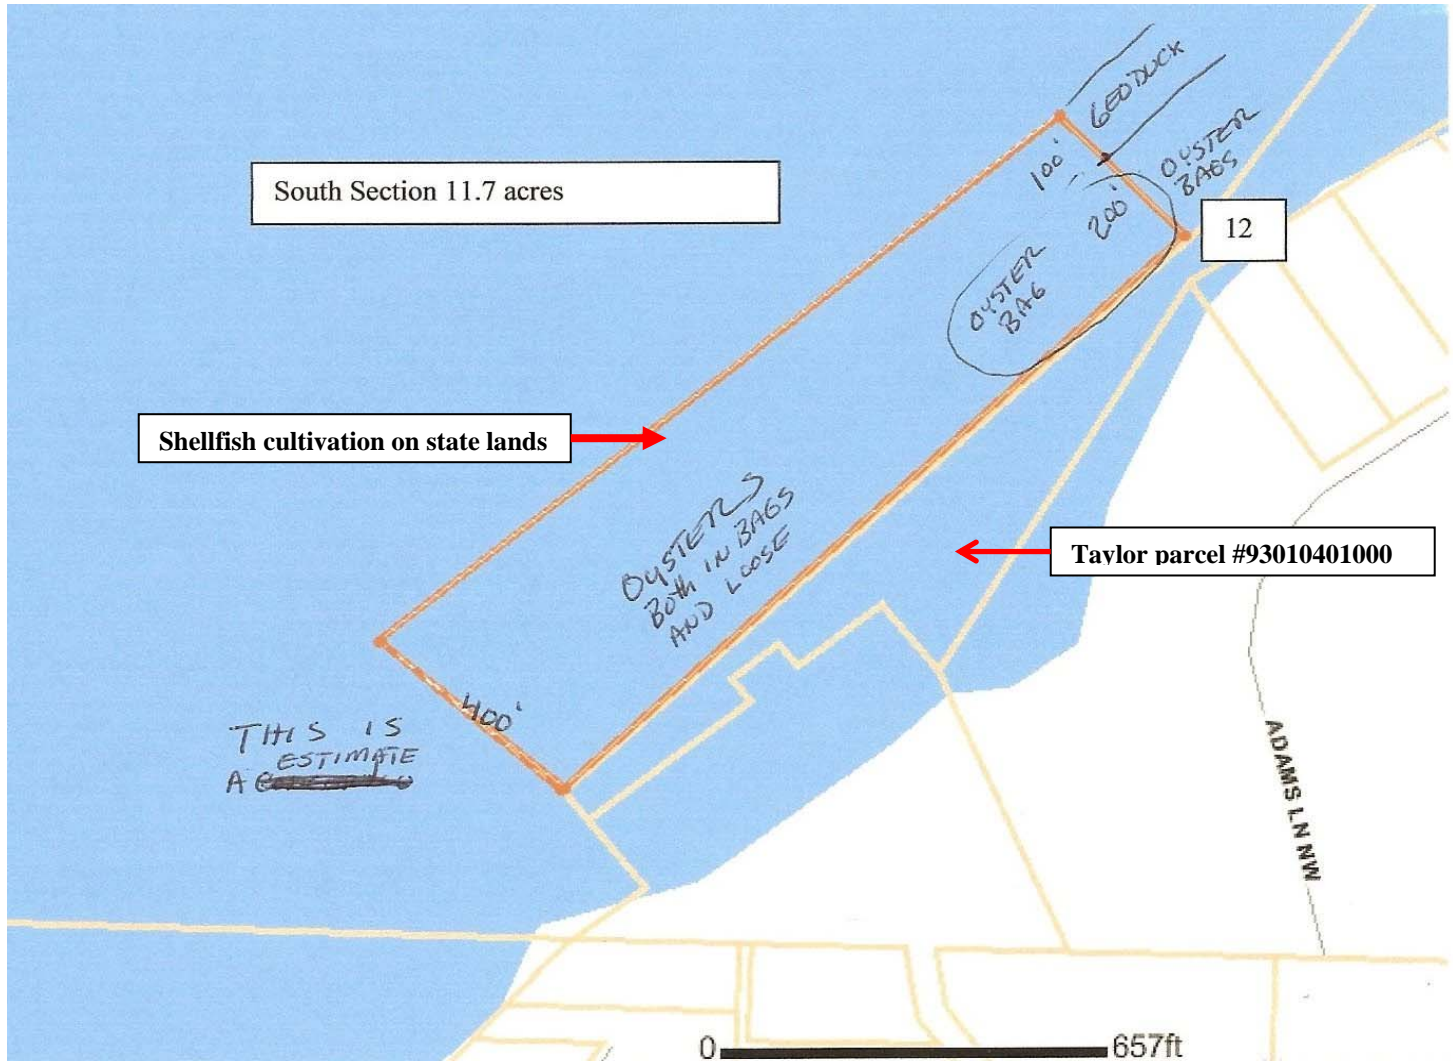 GEODUCK
100'
OYSTER
BAGS
200'
South Section 11.7 acres
12
OYSTER
BAG
Shellfish cultivation on state lands
OYSTERS
BOTH IN BAGS
AND LOOSE
Taylor parcel #93010401000
400'
THIS IS
ESTIMATE
A
ADAMS LN NW
0
657ft